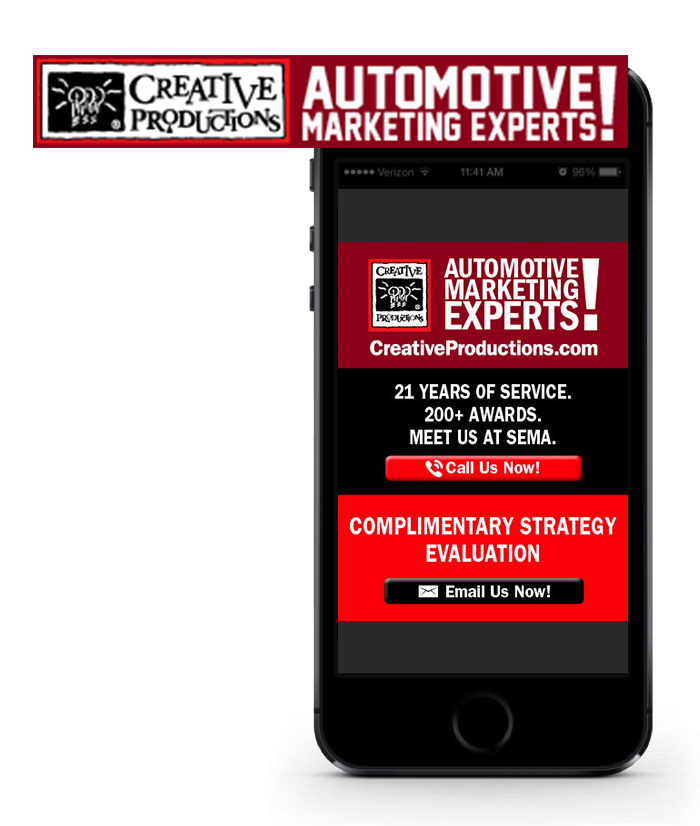 CREATIVE
PRODUCTIONS ®
AUTOMOTIVE
MARKETING EXPERTS!
Verizon 11:41 AM 96%
CREATIVE
PRODUCTIONS
AUTOMOTIVE
MARKETING
EXPERTS!
CreativeProductions.com
21 YEARS OF SERVICE.
200+ AWARDS.
MEET US AT SEMA.
Call Us Now!
COMPLIMENTARY STRATEGY
EVALUATION
Email Us Now!